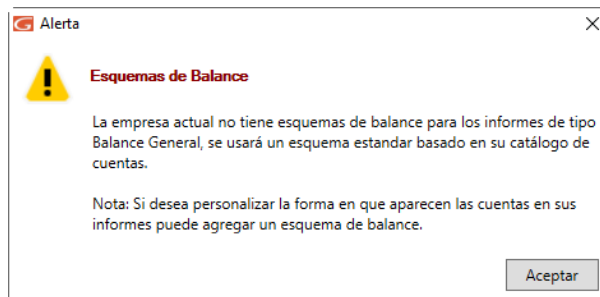 Alerta
Esquemas de Balance
La empresa actual no tiene esquemas de balance para los informes de tipo
Balance General, se usará un esquema estandar basado en su catálogo de
cuentas.
Nota: Si desea personalizar la forma en que aparecen las cuentas en sus
informes puede agregar un esquema de balance.
Aceptar